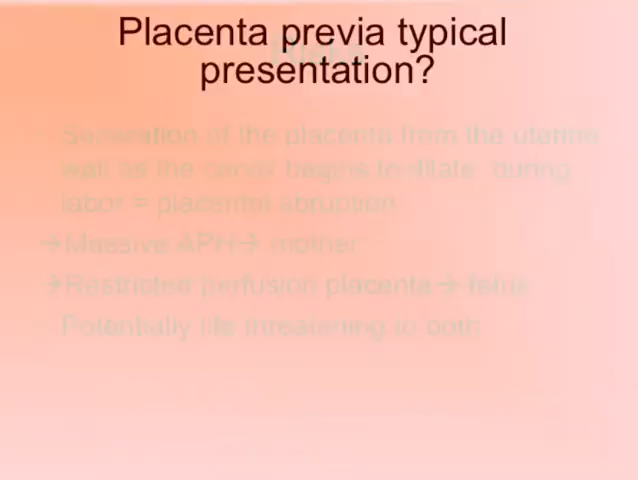 Placenta previa typical
presentation?
Separation of the placenta from the uterine
wall as the cervix begins to dilate during
labor = placental abruption
→Massive APH→ mother
→Restricted perfusion placenta→ fetus
Potentially life threatening to both